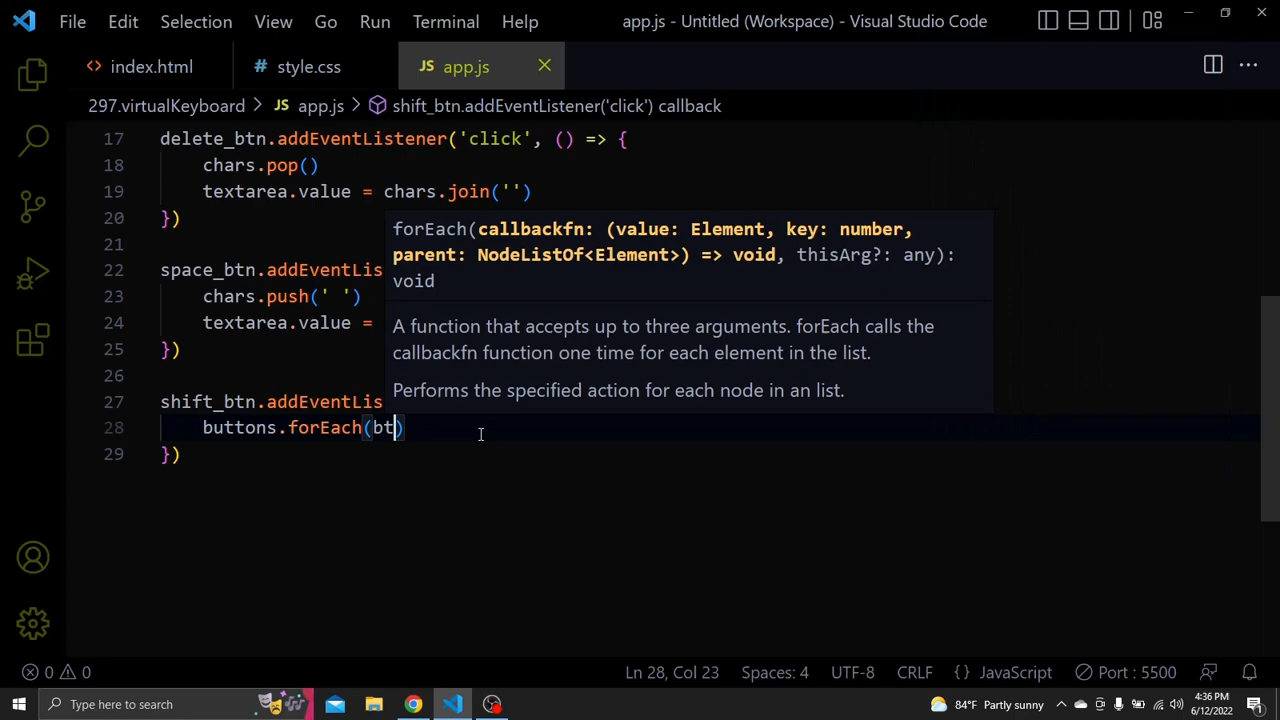 File Edit Selection View Go Run Terminal Help app.js - Untitled (Workspace) - Visual Studio Code
<> index.html # style.css JS app.js
297.virtualKeyboard > JS app.js > shift_btn.addEventListener('click') callback
17 delete_btn.addEventListener('click', () => {
18 chars.pop()
19 textarea.value = chars.join('')
20 })
21
22 space_btn.addEventLis
23 chars.push(' ')
24 textarea.value =
25 })
26
27 shift_btn.addEventLis
28 buttons.forEach(bt)
29 })
forEach(callbackfn: (value: Element, key: number,
parent: NodeListOf<Element>) => void, thisArg?: any):
void
A function that accepts up to three arguments. forEach calls the
callbackfn function one time for each element in the list.
Performs the specified action for each node in an list.
0 0 Ln 28, Col 23 Spaces: 4 UTF-8 CRLF {} JavaScript Port : 5500
Type here to search 84°F Partly sunny 4:36 PM
6/12/2022 1